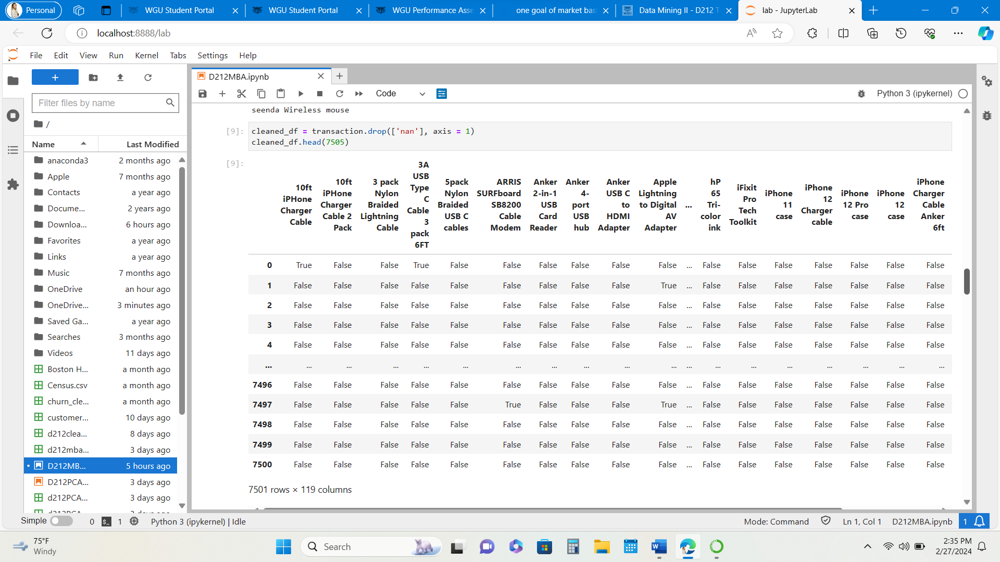 Personal
WGU Student Portal
WGU Student Portal
WGU Performance Asse
one goal of market bas
Data Mining II - D212 T
lab - JupyterLab
localhost:8888/lab
File Edit View Run Kernel Tabs Settings Help
+
Filter files by name
/
Name Last Modified
anaconda3 2 months ago
Apple 7 months ago
Contacts a year ago
Docume... 2 years ago
Downloa... 6 hours ago
Favorites a year ago
Links a year ago
Music 7 months ago
OneDrive an hour ago
OneDrive... 3 minutes ago
Saved Ga... a year ago
Searches 3 months ago
Videos 11 days ago
Boston H... a month ago
Census.csv a month ago
churn_cle... a month ago
customer... 10 days ago
d212clea... 8 days ago
d212mba... 3 days ago
D212MB... 5 hours ago
D212PCA... 3 days ago
d212PCA... 3 days ago
D212MBA.ipynb
Code
Python 3 (ipykernel)
seenda Wireless mouse
[9]: cleaned_df = transaction.drop(['nan'], axis = 1)
cleaned_df.head(7505)
[9]:
10ft iPHone Charger Cable
10ft iPHone Charger Cable 2 Pack
3 pack Nylon Braided Lightning Cable
3A USB Type C Cable 3 pack 6FT
5pack Nylon Braided USB C cables
ARRIS SURFboard SB8200 Cable Modem
Anker 2-in-1 USB Card Reader
Anker 4-port USB hub
Anker USB C to HDMI Adapter
Apple Lightning to Digital AV Adapter
...
hP 65 Tri-color ink
iFixit Pro Tech Toolkit
iPhone 11 case
iPhone 12 Charger cable
iPhone 12 Pro case
iPhone 12 case
iPhone Charger Cable Anker 6ft
0 True False False True False False False False False False ... False False False False False False False
1 False False False False False False False False False True ... False False False False False False False
2 False False False False False False False False False False ... False False False False False False False
3 False False False False False False False False False False ... False False False False False False False
4 False False False False False False False False False False ... False False False False False False False
... ... ... ... ... ... ... ... ... ... ... ... ... ... ... ... ... ... ...
7496 False False False False False False False False False False ... False False False False False False False
7497 False False False False False True False False False True ... False False False False False False False
7498 False False False False False False False False False False ... False False False False False False False
7499 False False False False False False False False False False ... False False False False False False False
7500 False False False False False False False False False False ... False False False False False False False
7501 rows × 119 columns
Simple 0 1 Python 3 (ipykernel) | Idle
Mode: Command Ln 1, Col 1 D212MBA.ipynb 1
75°F
Windy
Search
2:35 PM
2/27/2024